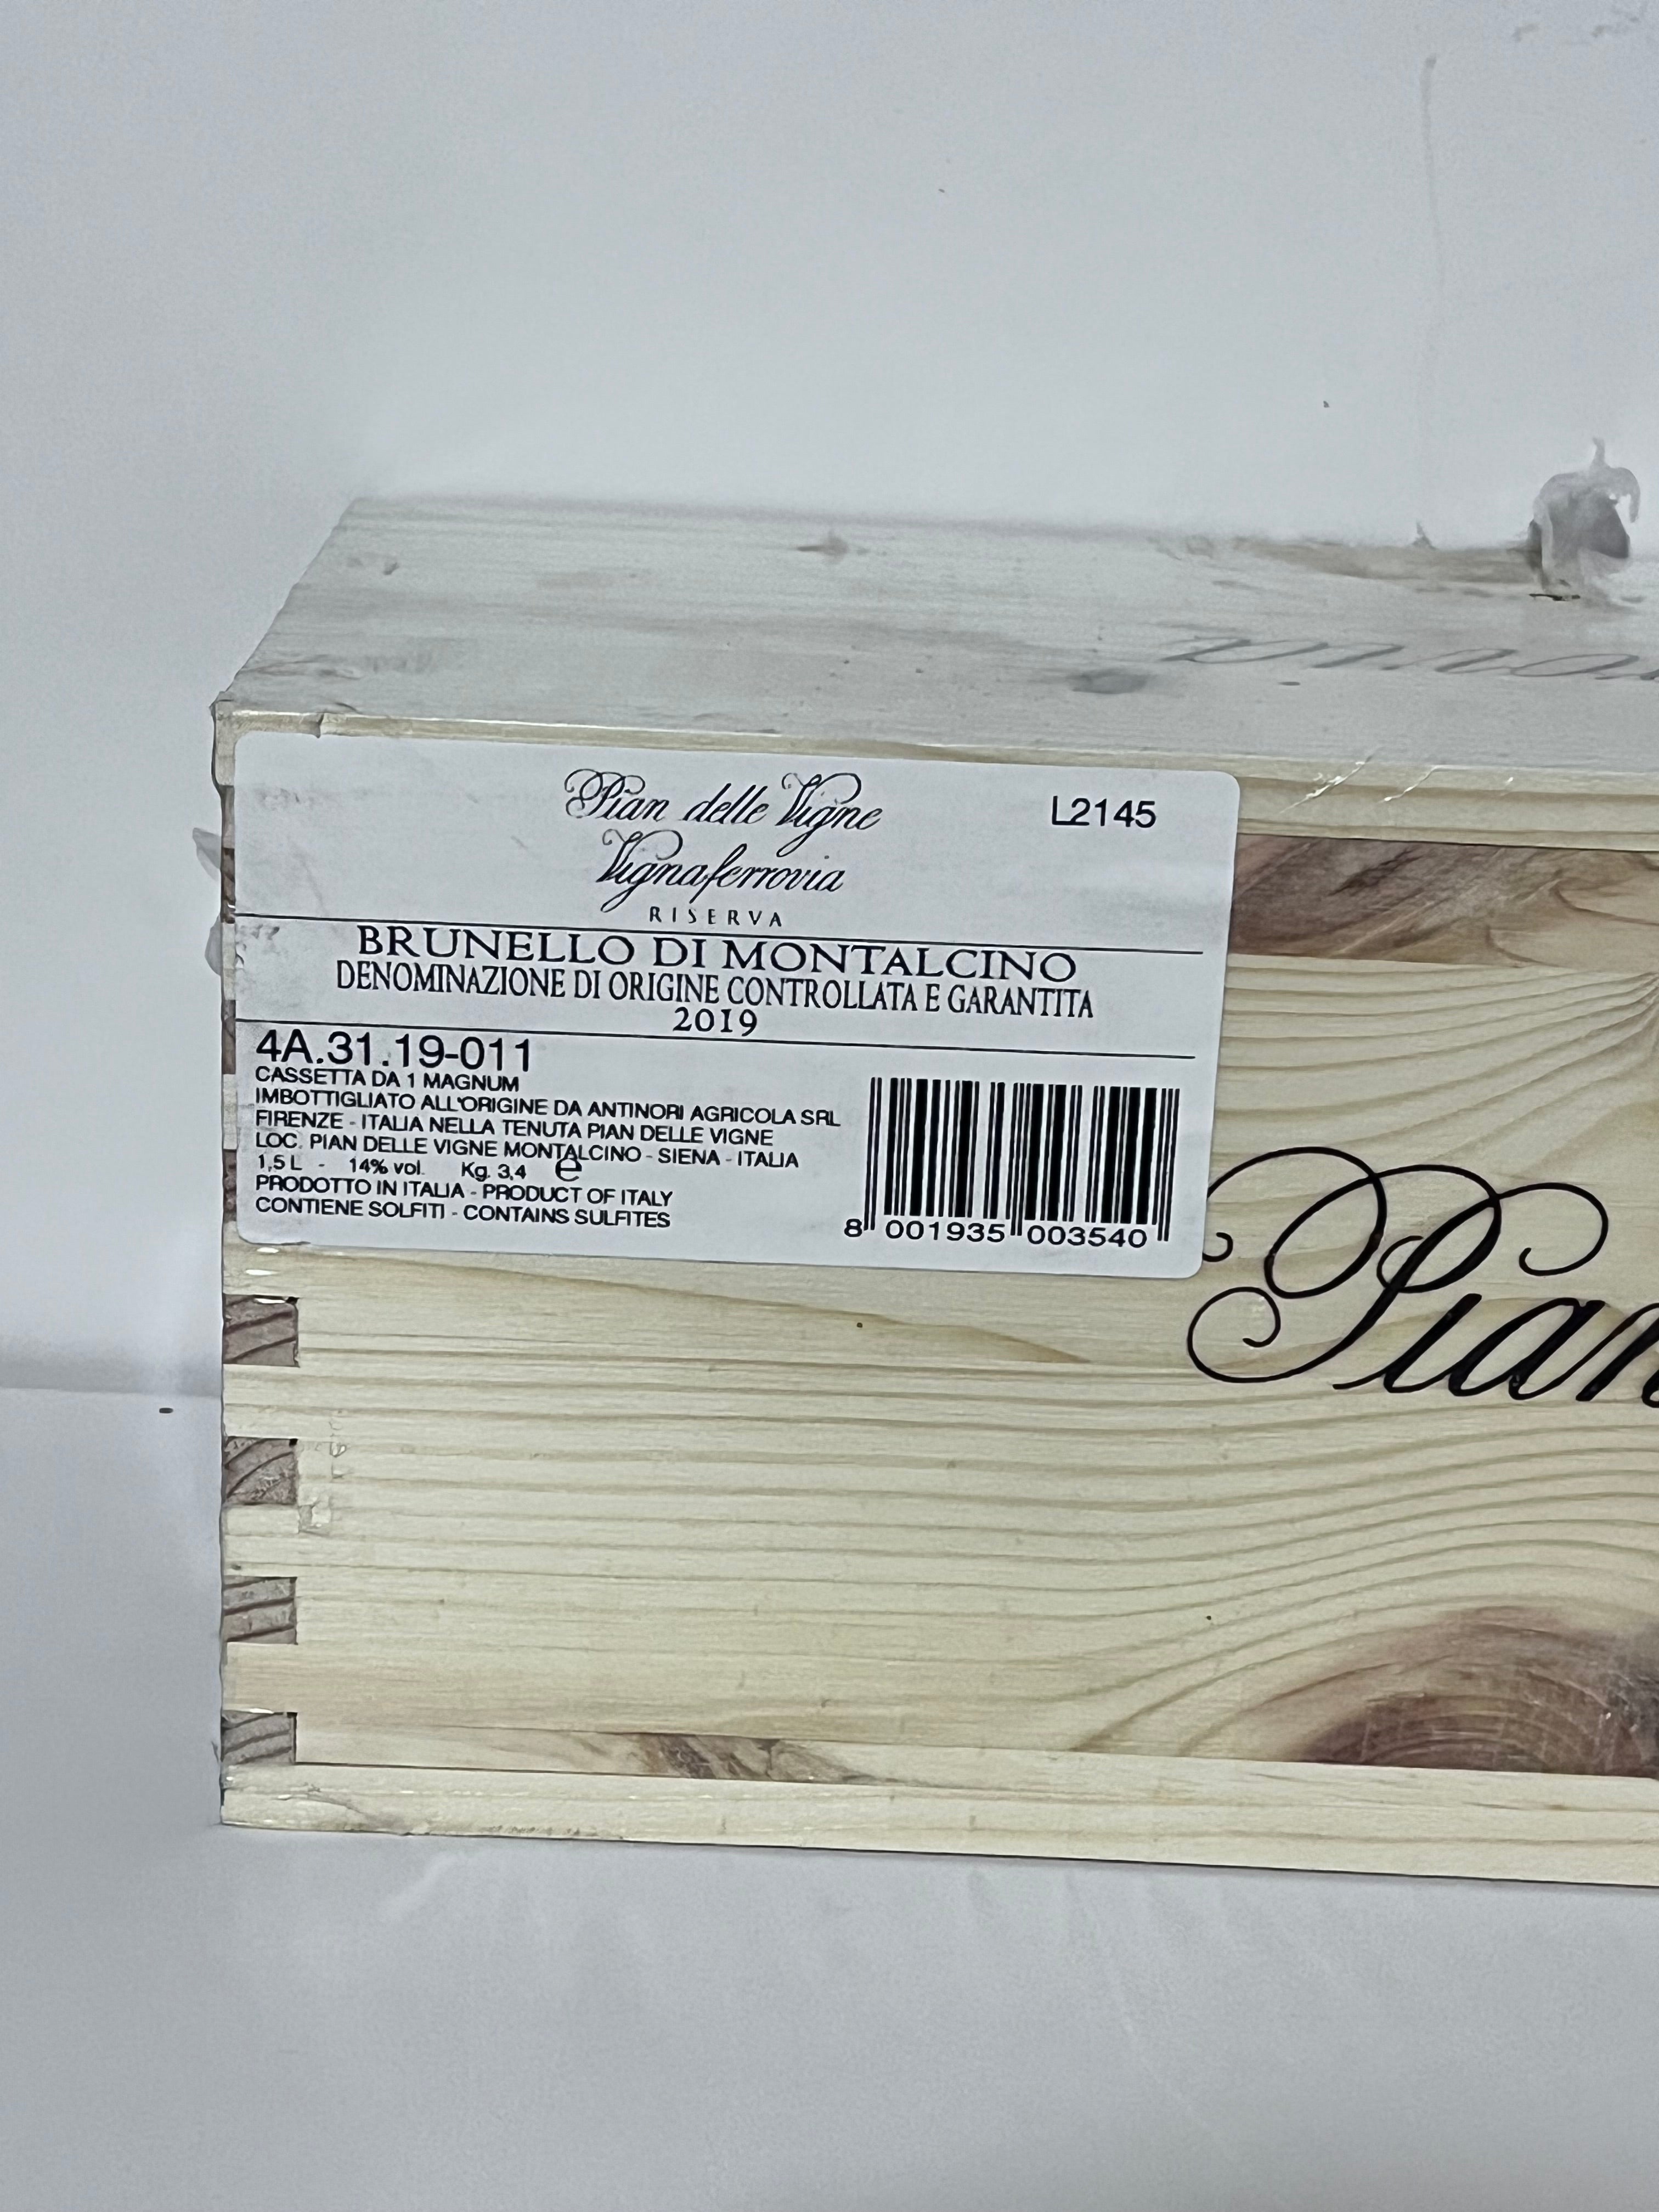 Pian delle Vigne
L2145
Vignaferrovia
RISERVA
BRUNELLO DI MONTALCINO
DENOMINAZIONE DI ORIGINE CONTROLLATA E GARANTITA
2019
4A.31.19-011
CASSETTA DA 1 MAGNUM
IMBOTTIGLIATO ALL'ORIGINE DA ANTINORI AGRICOLA SRL
FIRENZE - ITALIA NELLA TENUTA PIAN DELLE VIGNE
LOC. PIAN DELLE VIGNE MONTALCINO - SIENA - ITALIA
1,5 L - 14% vol. Kg. 3,4 e
PRODOTTO IN ITALIA - PRODUCT OF ITALY
CONTIENE SOLFITI - CONTAINS SULFITES
8 001935 003540
Pian